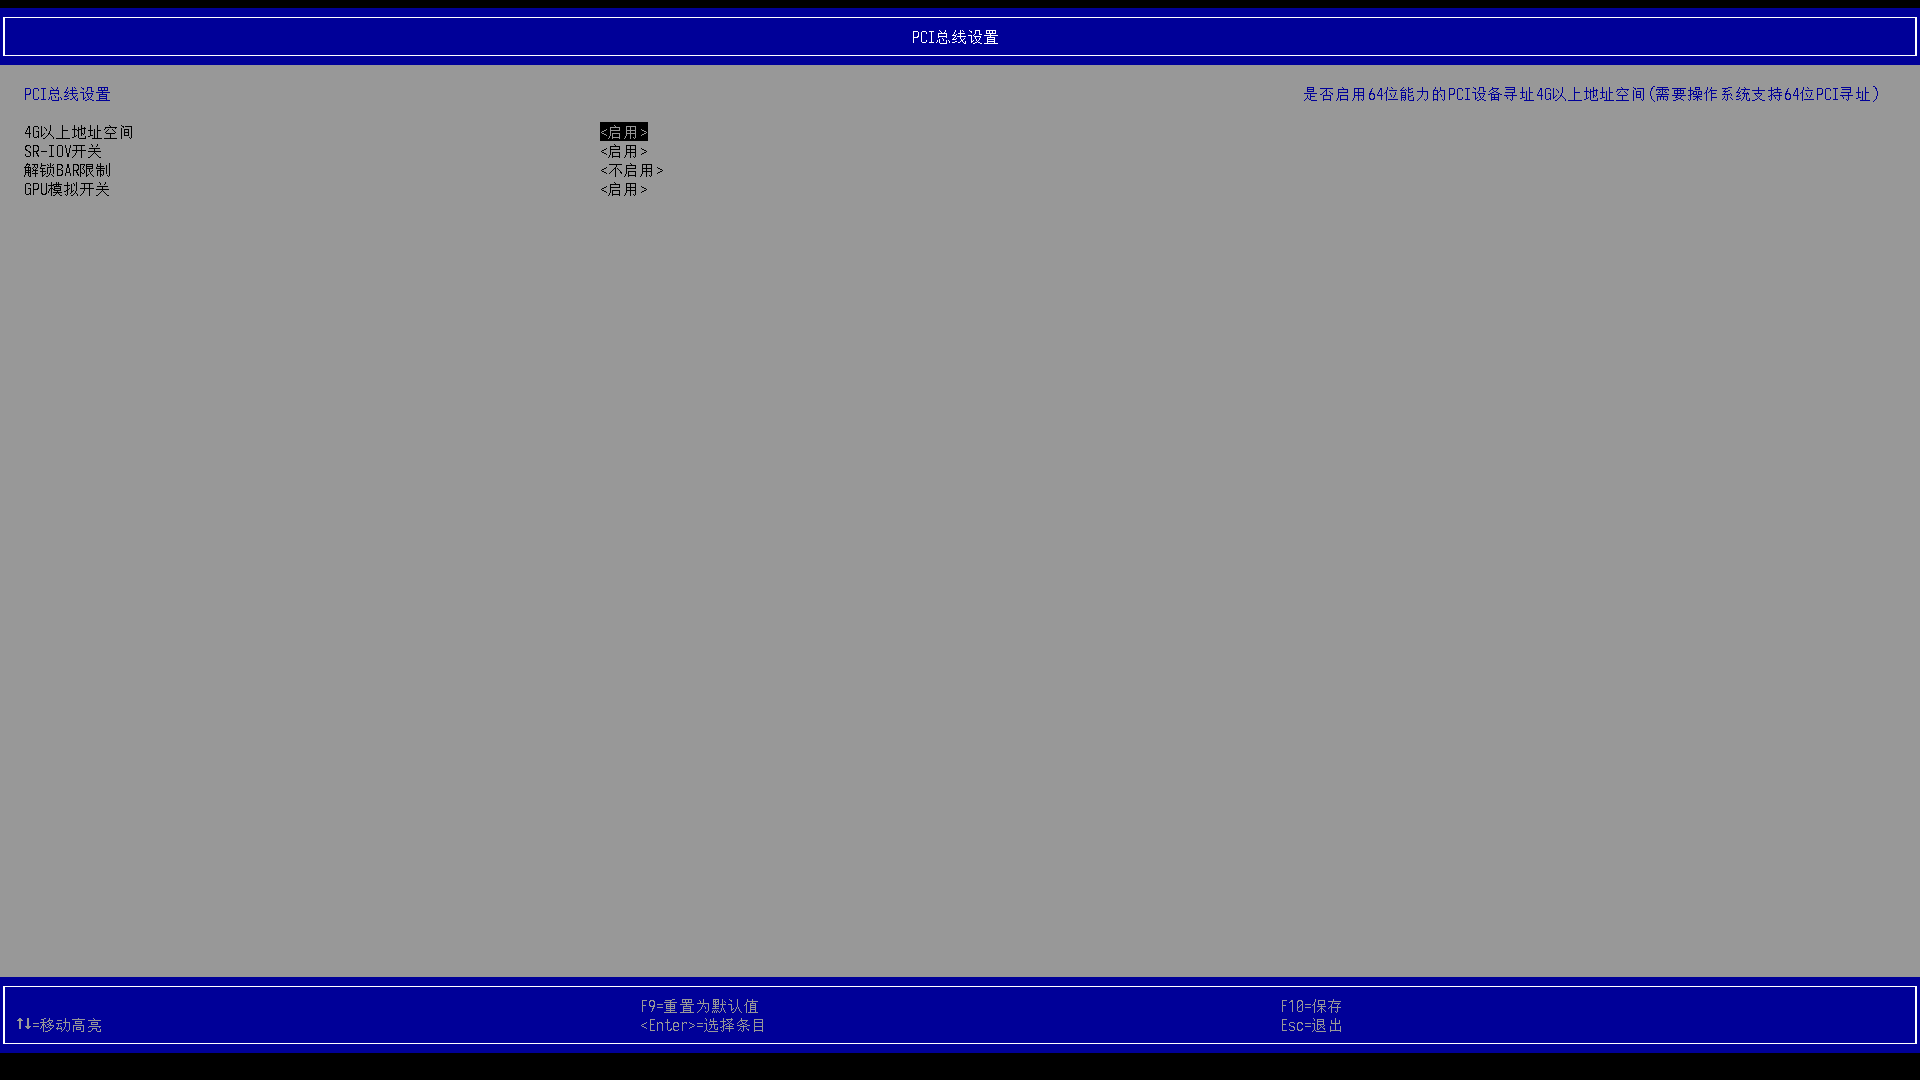 PCI总线设置
PCI总线设置
是否启用64位能力的PCI设备寻址4G以上地址空间(需要操作系统支持64位PCI寻址)
4G以上地址空间 <启用>
SR-IOV开关 <启用>
解锁BAR限制 <不启用>
GPU模拟开关 <启用>
F9=重置为默认值 F10=保存
↑↓=移动高亮 <Enter>=选择条目 Esc=退出